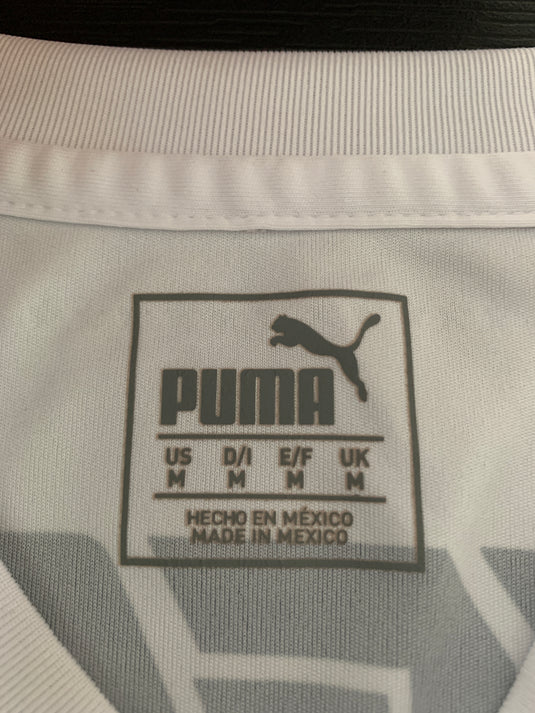 PUMA
US D/I E/F UK
M M M M
HECHO EN MÉXICO
MADE IN MEXICO